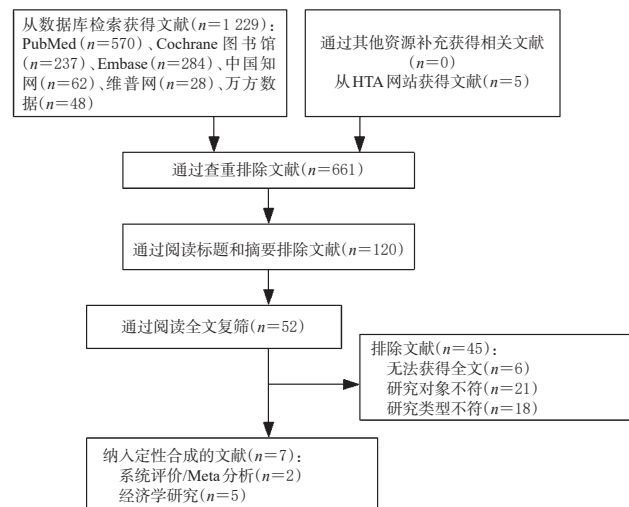 从数据库检索获得文献(n=1 229)：
PubMed(n=570)、Cochrane 图书馆
(n=237)、Embase(n=284)、中国知
网(n=62)、维普网(n=28)、万方数
据(n=48)
通过其他资源补充获得相关文献
(n=0)
从HTA网站获得文献(n=5)
通过查重排除文献(n=661)
通过阅读标题和摘要排除文献(n=120)
通过阅读全文复筛(n=52)
排除文献(n=45)：
无法获得全文(n=6)
研究对象不符(n=21)
研究类型不符(n=18)
纳入定性合成的文献(n=7)：
系统评价/Meta分析(n=2)
经济学研究(n=5)